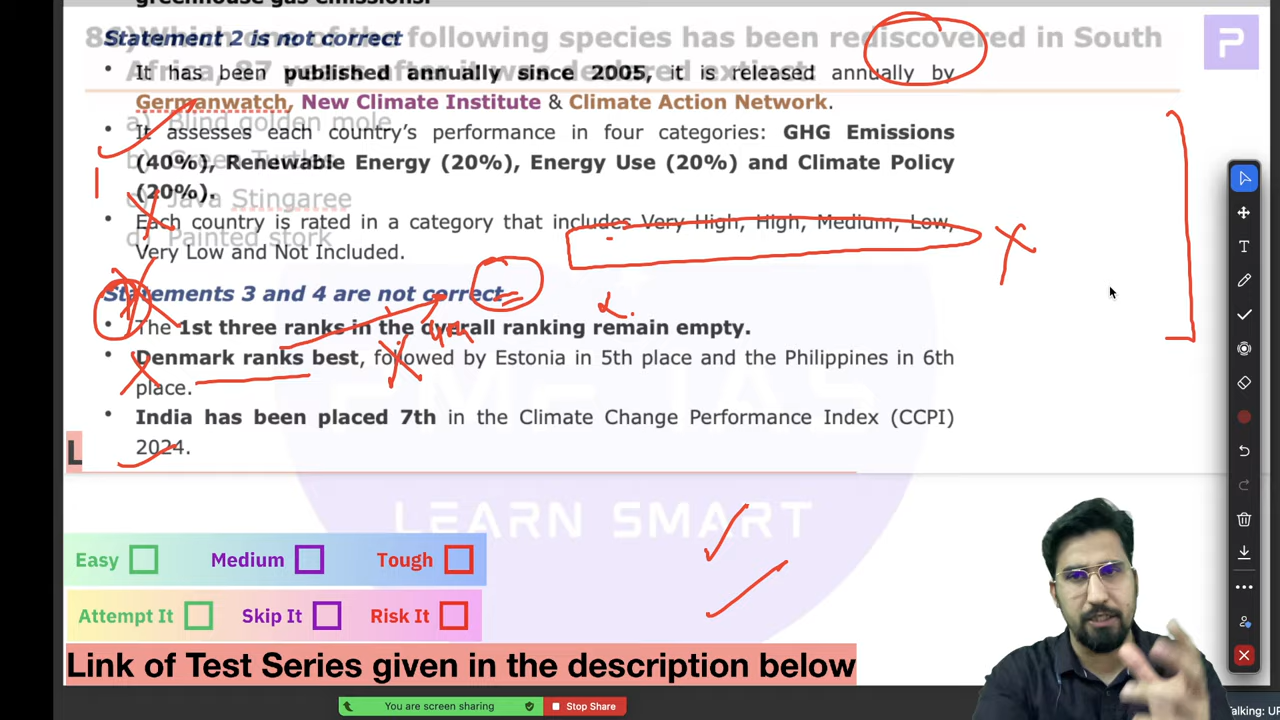 greenhouse gas emissions.
84) Which one of the following species has been rediscovered in South
Africa, 87 years after it was declared extinct
a) Blind golden mole
b) Green Turtles
c) Java Stingaree
d) Painted stork
Statement 2 is not correct
• It has been published annually since 2005, it is released annually by
Germanwatch, New Climate Institute & Climate Action Network.
• It assesses each country's performance in four categories: GHG Emissions
(40%), Renewable Energy (20%), Energy Use (20%) and Climate Policy
(20%).
• Each country is rated in a category that includes Very High, High, Medium, Low,
Very Low and Not Included.
Statements 3 and 4 are not correct
• The 1st three ranks in the overall ranking remain empty.
• Denmark ranks best, followed by Estonia in 5th place and the Philippines in 6th
place.
• India has been placed 7th in the Climate Change Performance Index (CCPI)
2024.
L
P
LEARN SMART
Easy Medium Tough
Attempt It Skip It Risk It
Link of Test Series given in the description below
You are screen sharing Stop Share
Talking: UP